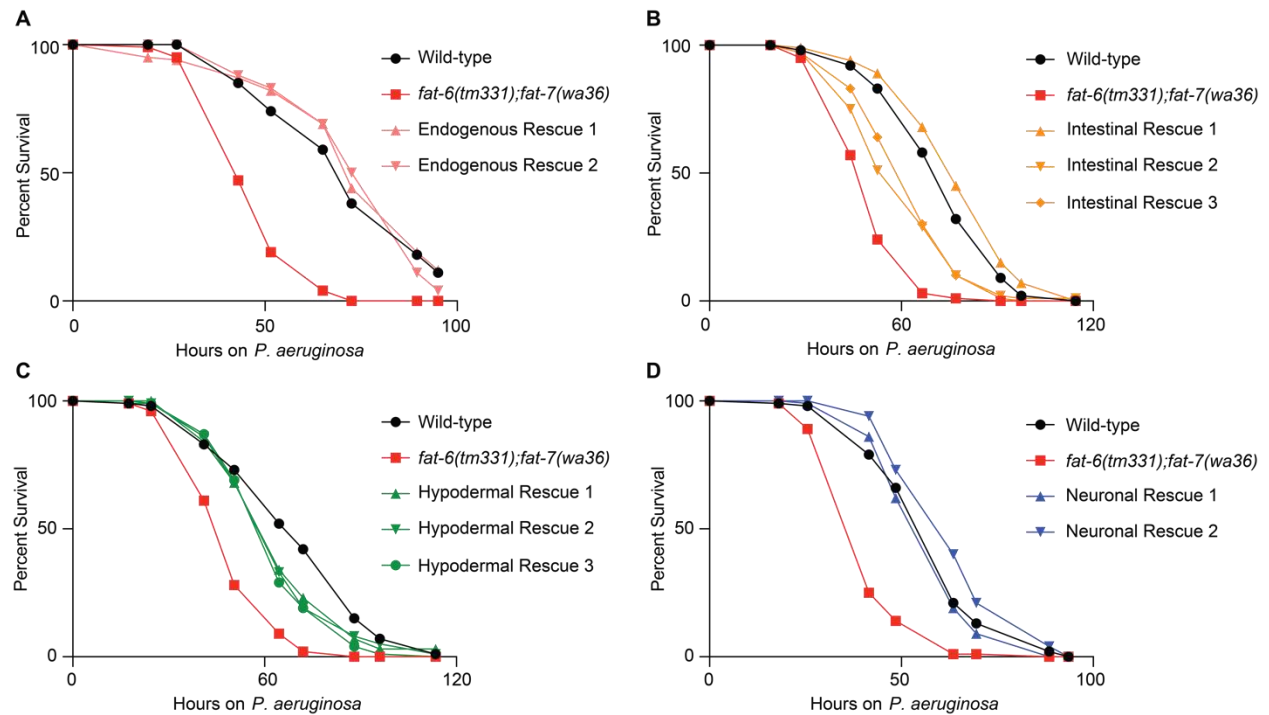 A
100
50
0
Percent Survival
0
50
100
Hours on P. aeruginosa
Wild-type
fat-6(tm331);fat-7(wa36)
Endogenous Rescue 1
Endogenous Rescue 2
B
100
50
0
Percent Survival
0
60
120
Hours on P. aeruginosa
Wild-type
fat-6(tm331);fat-7(wa36)
Intestinal Rescue 1
Intestinal Rescue 2
Intestinal Rescue 3
C
100
50
0
Percent Survival
0
60
120
Hours on P. aeruginosa
Wild-type
fat-6(tm331);fat-7(wa36)
Hypodermal Rescue 1
Hypodermal Rescue 2
Hypodermal Rescue 3
D
100
50
0
Percent Survival
0
50
100
Hours on P. aeruginosa
Wild-type
fat-6(tm331);fat-7(wa36)
Neuronal Rescue 1
Neuronal Rescue 2